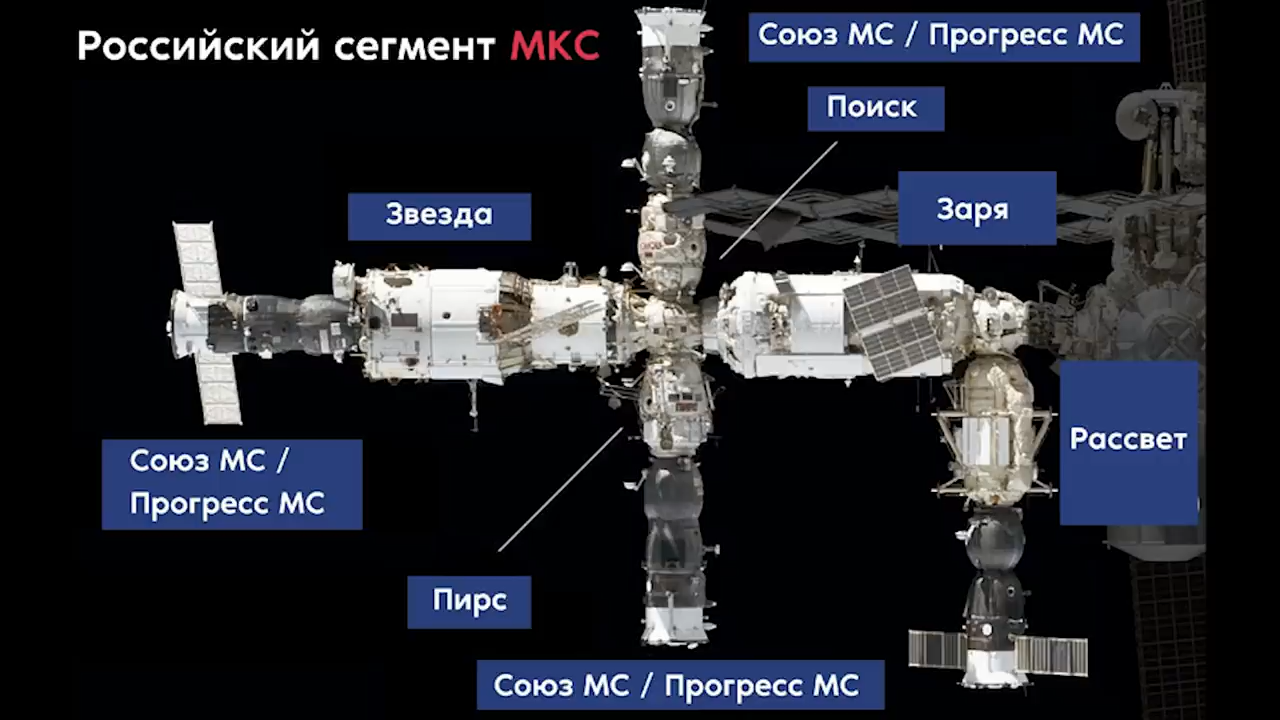 Российский сегмент МКС
Союз МС / Прогресс МС
Поиск
Заря
Звезда
Рассвет
Союз МС /
Прогресс МС
Пирс
Союз МС / Прогресс МС